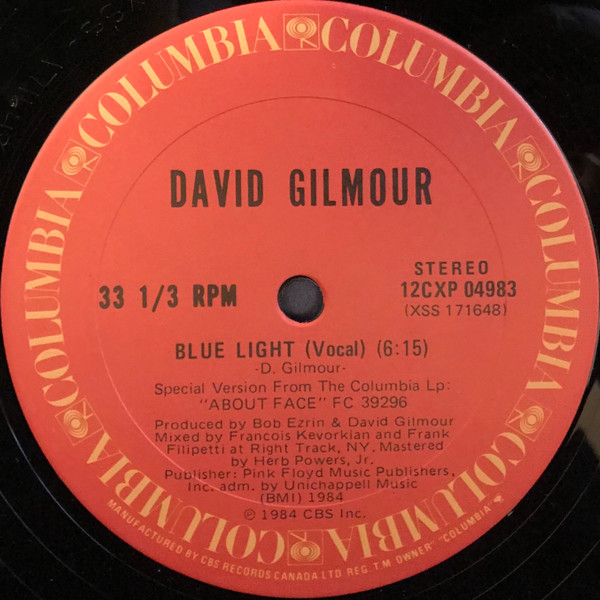 COLUMBIA COLUMBIA COLUMBIA COLUMBIA COLUMBIA COLUMBIA COLUMBIA COLUMBIA
DAVID GILMOUR
STEREO
33 1/3 RPM
12CXP 04983
(XSS 171648)
BLUE LIGHT (Vocal) (6:15)
-D. Gilmour-
Special Version From The Columbia Lp:
"ABOUT FACE" FC 39296
Produced by Bob Ezrin & David Gilmour
Mixed by Francois Kevorkian and Frank
Filipetti at Right Track, NY, Mastered
by Herb Powers, Jr.
Publisher: Pink Floyd Music Publishers,
Inc. adm. by Unichappell Music
(BMI) 1984
℗ 1984 CBS Inc.
MANUFACTURED BY CBS RECORDS CANADA LTD REG. T.M. OWNER "COLUMBIA"